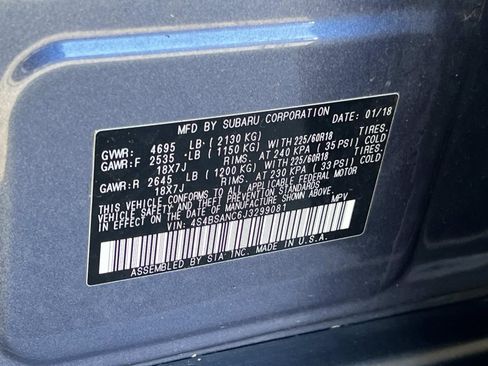 MFD BY SUBARU CORPORATION DATE: 01/18
GVWR: 4695 LB· (2130 KG)
GAWR:F 2535 ·LB (1150 KG) WITH 225/60R18 TIRES.
18X7J RIMS. AT 240 KPA ( 35 PSI) COLD
GAWR:R 2645 ·LB (1200 KG) WITH 225/60R18 TIRES.
18X7J RIMS. AT 230 KPA ( 33 PSI) COLD
THIS VEHICLE CONFORMS TO ALL APPLICABLE FEDERAL MOTOR
VEHICLE SAFETY AND THEFT PREVENTION STANDARDS
IN EFFECT ON THE DATE OF MANUFACTURE SHOWN ABOVE.
VIN: 4S4BSANC6J3299081 MPV
ASSEMBLED BY SIA INC. MADE IN U.S.A.